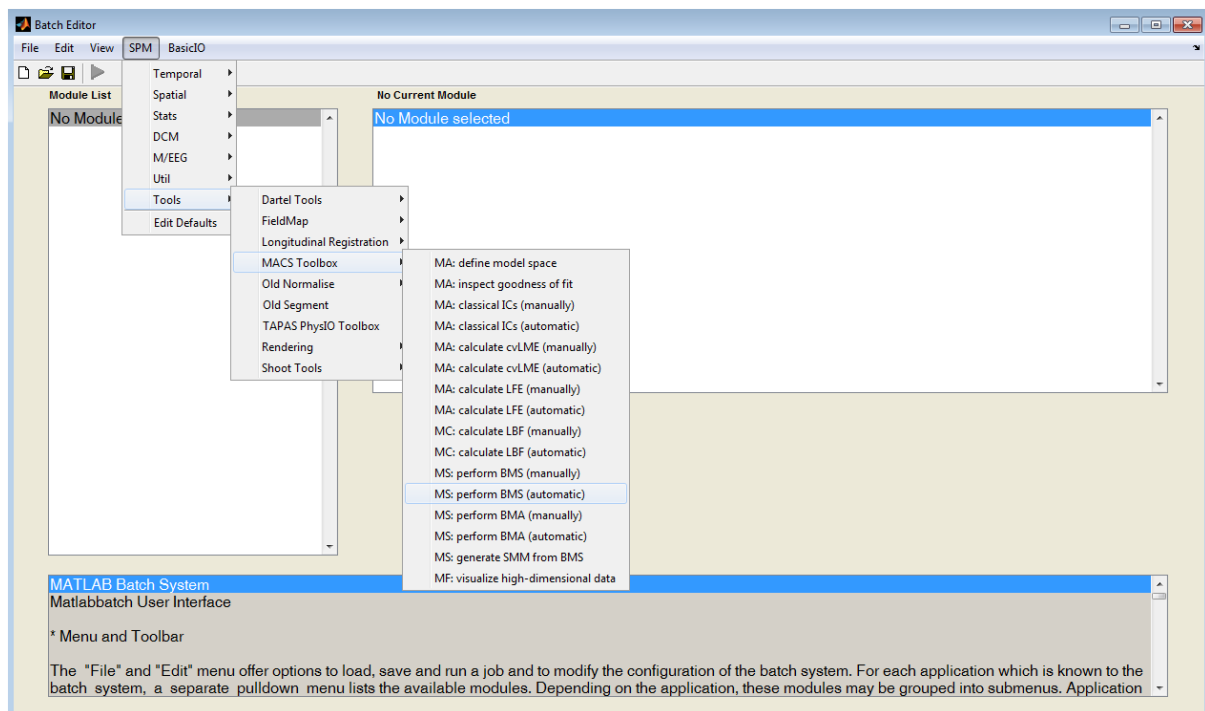 Batch Editor
File Edit View SPM BasicIO
Module List
No Current Module
No Module
No Module selected
Temporal
Spatial
Stats
DCM
M/EEG
Util
Tools
Edit Defaults
Dartel Tools
FieldMap
Longitudinal Registration
MACS Toolbox
Old Normalise
Old Segment
TAPAS PhysIO Toolbox
Rendering
Shoot Tools
MA: define model space
MA: inspect goodness of fit
MA: classical ICs (manually)
MA: classical ICs (automatic)
MA: calculate cvLME (manually)
MA: calculate cvLME (automatic)
MA: calculate LFE (manually)
MA: calculate LFE (automatic)
MC: calculate LBF (manually)
MC: calculate LBF (automatic)
MS: perform BMS (manually)
MS: perform BMS (automatic)
MS: perform BMA (manually)
MS: perform BMA (automatic)
MS: generate SMM from BMS
MF: visualize high-dimensional data
MATLAB Batch System
Matlabbatch User Interface
* Menu and Toolbar
The "File" and "Edit" menu offer options to load, save and run a job and to modify the configuration of the batch system. For each application which is known to the
batch system, a separate pulldown menu lists the available modules. Depending on the application, these modules may be grouped into submenus. Application